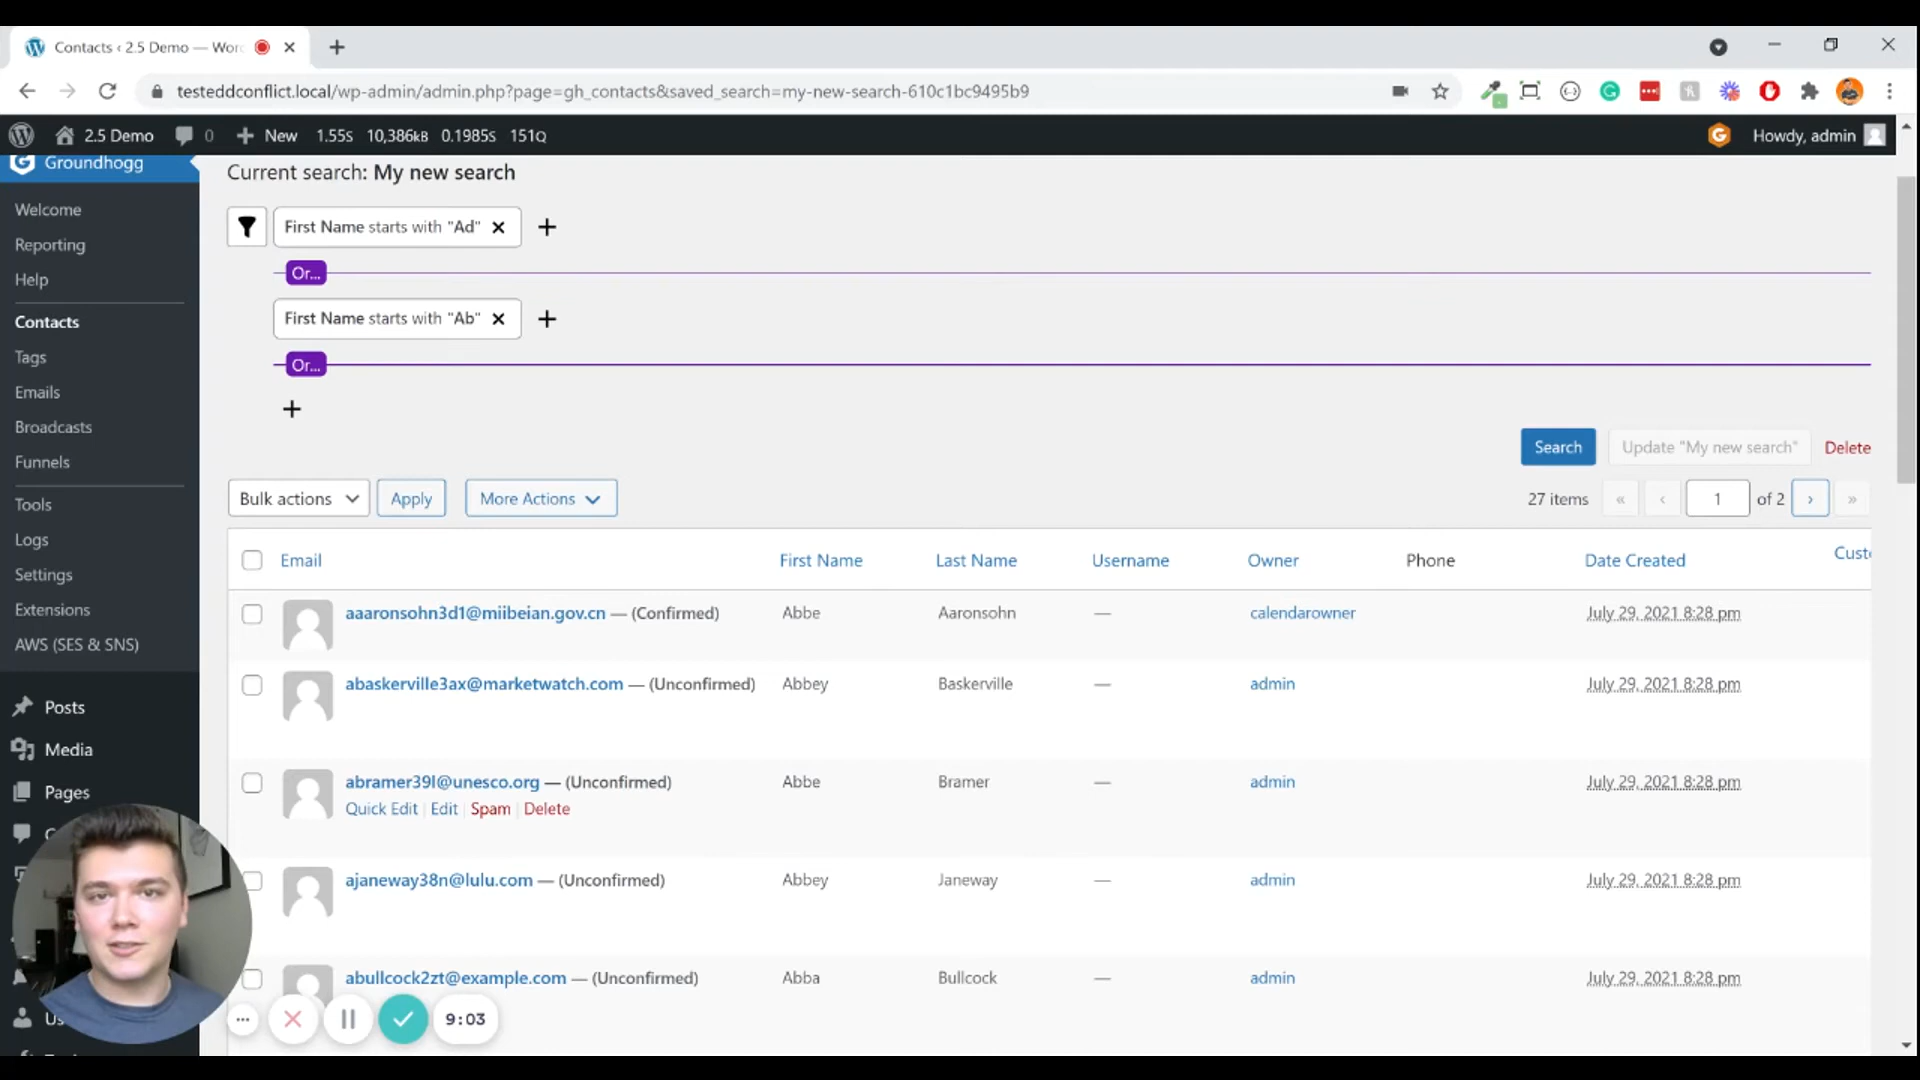 Contacts ‹ 2.5 Demo — Wor
testeddconflict.local/wp-admin/admin.php?page=gh_contacts&saved_search=my-new-search-610c1bc9495b9
2.5 Demo 0 New 1.55s 10,386kB 0.1985s 151Q Howdy, admin
Groundhogg
Welcome
Reporting
Help
Contacts
Tags
Emails
Broadcasts
Funnels
Tools
Logs
Settings
Extensions
AWS (SES & SNS)
Posts
Media
Pages
Current search: My new search
First Name starts with "Ad"
Or...
First Name starts with "Ab"
Or...
Search Update "My new search" Delete
Bulk actions Apply More Actions 27 items « ‹ 1 of 2 › »
Email First Name Last Name Username Owner Phone Date Created Custo
aaaronsohn3d1@miibeian.gov.cn — (Confirmed) Abbe Aaronsohn — calendarowner July 29, 2021 8:28 pm
abaskerville3ax@marketwatch.com — (Unconfirmed) Abbey Baskerville — admin July 29, 2021 8:28 pm
abramer39l@unesco.org — (Unconfirmed) Abbe Bramer — admin July 29, 2021 8:28 pm
Quick Edit | Edit | Spam | Delete
ajaneway38n@lulu.com — (Unconfirmed) Abbey Janeway — admin July 29, 2021 8:28 pm
abullcock2zt@example.com — (Unconfirmed) Abba Bullcock — admin July 29, 2021 8:28 pm
9:03